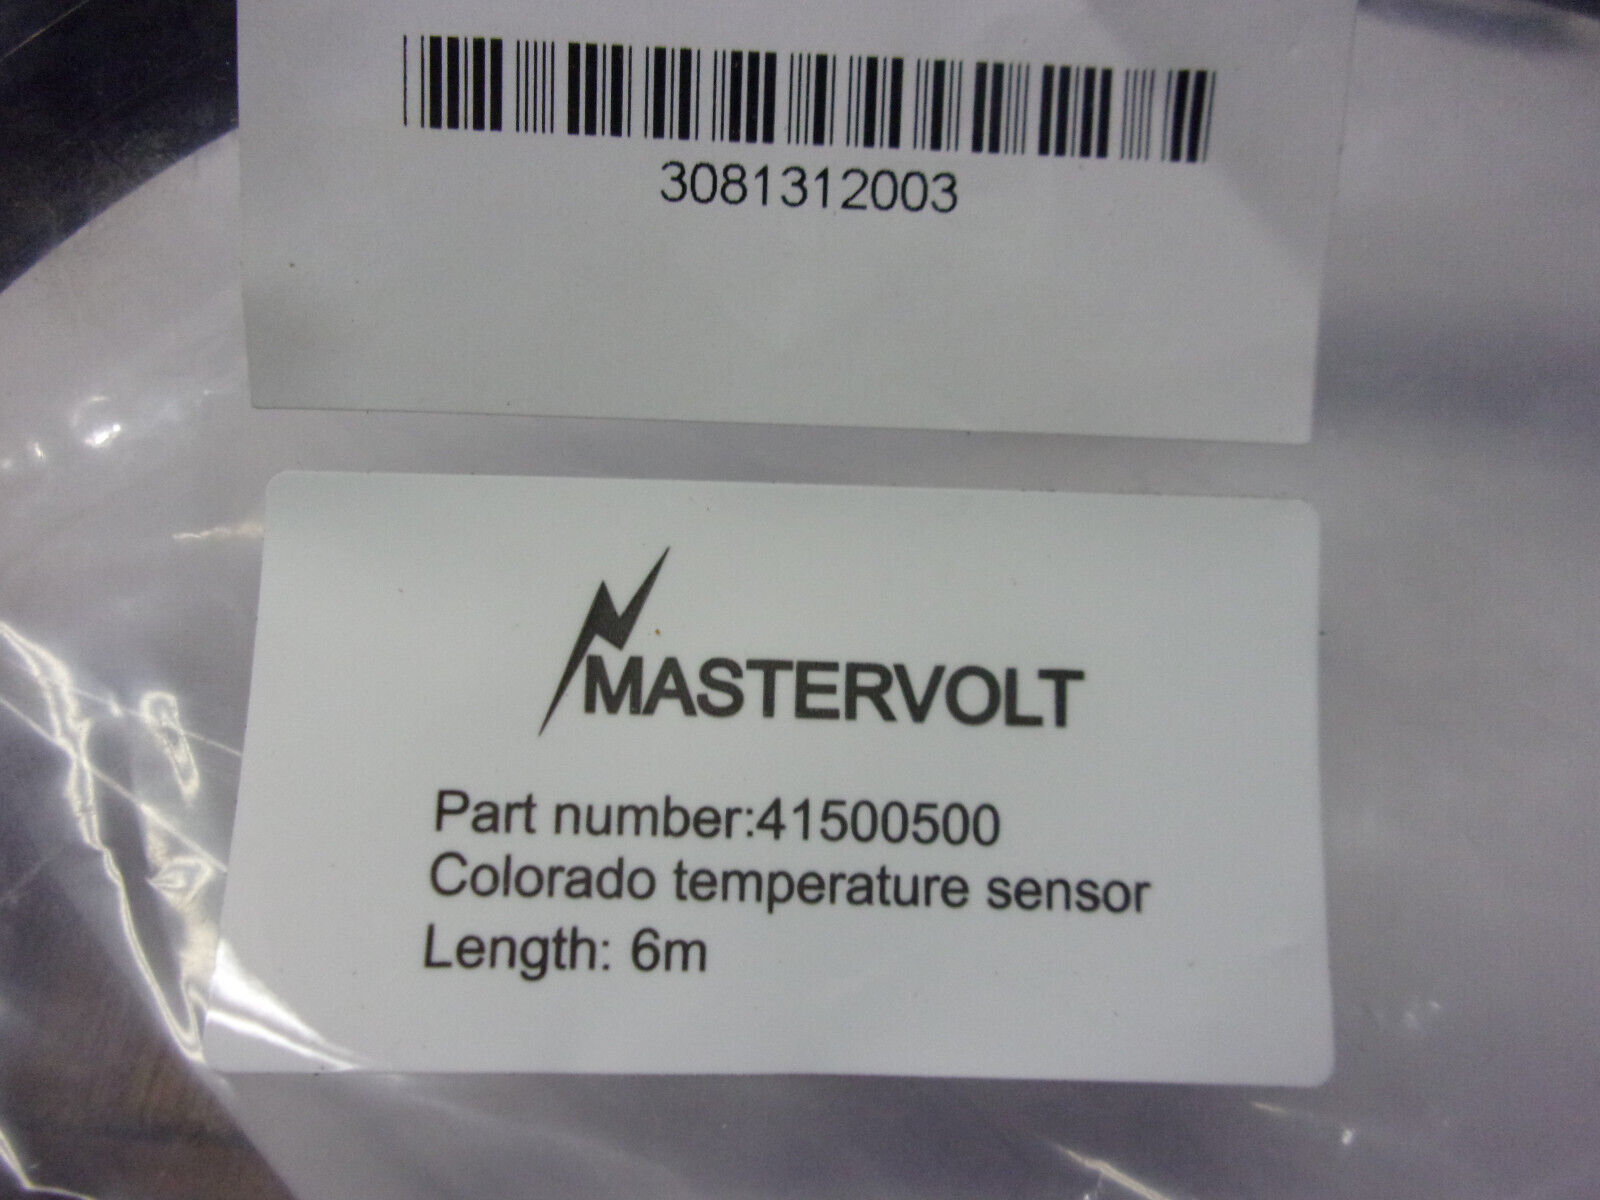 3081312003
MASTERVOLT
Part number:41500500
Colorado temperature sensor
Length: 6m